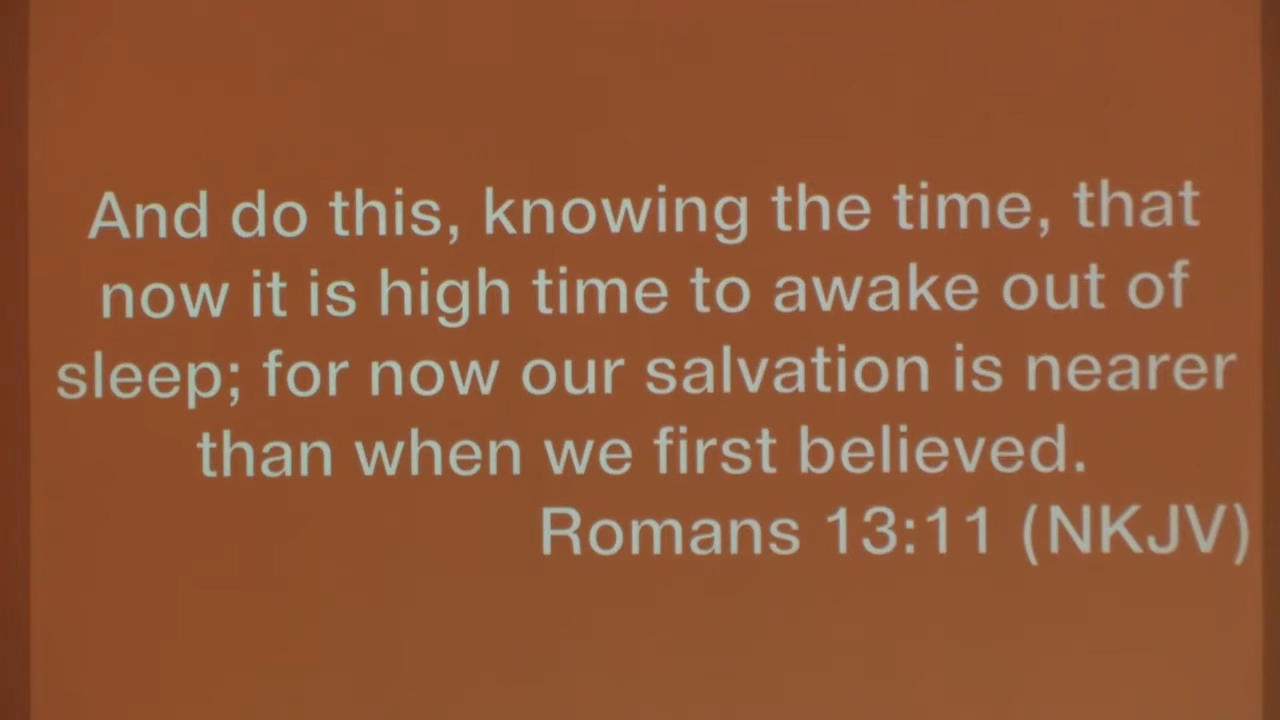 And do this, knowing the time, that
now it is high time to awake out of
sleep; for now our salvation is nearer
than when we first believed.
Romans 13:11 (NKJV)